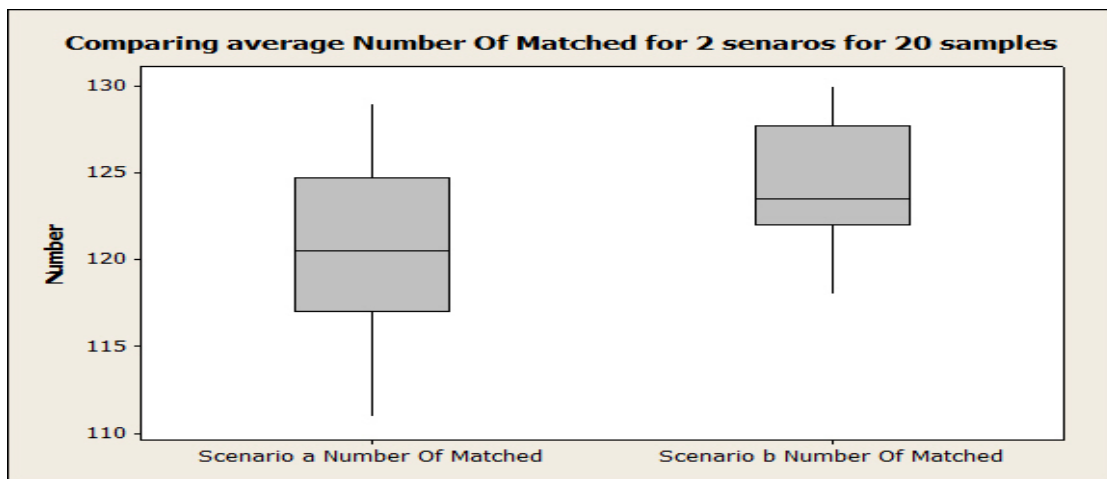 Comparing average Number Of Matched for 2 senaros for 20 samples
Number
130
125
120
115
110
Scenario a Number Of Matched
Scenario b Number Of Matched